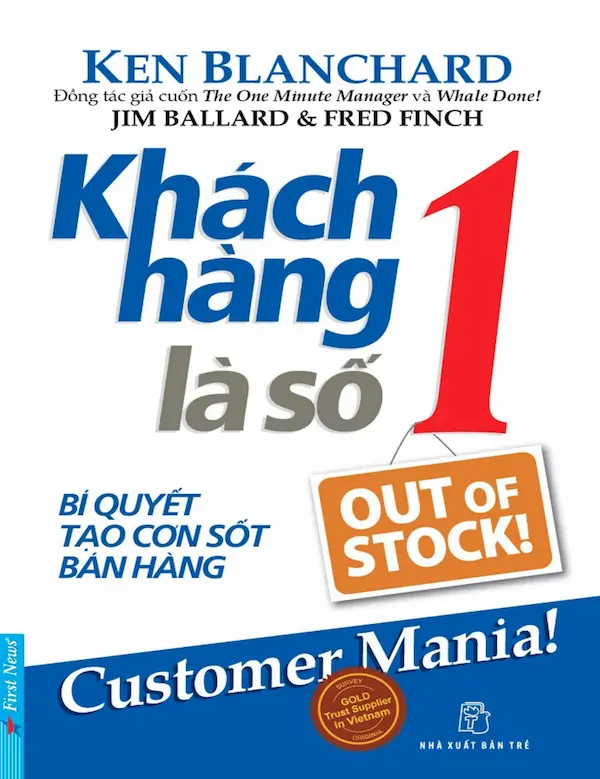 KEN BLANCHARD
Đồng tác giả cuốn The One Minute Manager và Whale Done!
JIM BALLARD & FRED FINCH
Khách
hàng
là số
1
BÍ QUYẾT
TẠO CƠN SỐT
BÁN HÀNG
OUT OF
STOCK!
Customer Mania!
First News®
SURVEY
GOLD
Trust Supplier
in Vietnam
ORIGINAL
NHÀ XUẤT BẢN TRẺ